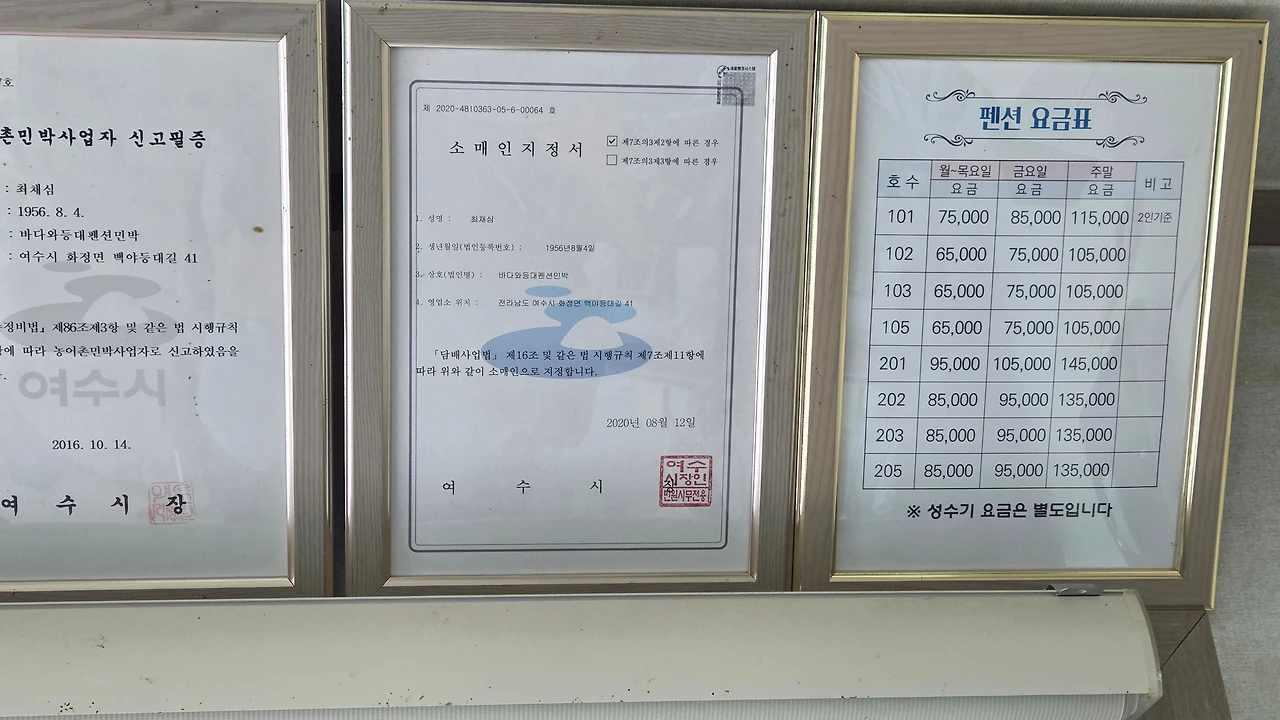 호
촌민박사업자 신고필증
: 최채심
: 1956. 8. 4.
: 바다와등대펜션민박
: 여수시 화정면 백야등대길 41
정비법」 제86조제3항 및 같은 법 시행규칙
에 따라 농어촌민박사업자로 신고하였음을
여수시
2016. 10. 14.
여 수 시 장
제 2020-4810363-05-6-00064 호
소매인지정서
☑ 제7조의3제2항에 따른 경우
☐ 제7조의3제3항에 따른 경우
1. 성명 : 최채심
2. 생년월일(법인등록번호) : 1956년8월4일
3. 상호(법인명) : 바다와등대펜션민박
4. 영업소 위치 : 전라남도 여수시 화정면 백야등대길 41
「담배사업법」 제16조 및 같은 법 시행규칙 제7조제11항에
따라 위와 같이 소매인으로 지정합니다.
2020년 08월 12일
여 수 시
여수
시장인
민원사무전용
펜션 요금표
호수 월~목요일 금요일 주말 비고
요금 요금 요금
101 75,000 85,000 115,000 2인기준
102 65,000 75,000 105,000
103 65,000 75,000 105,000
105 65,000 75,000 105,000
201 95,000 105,000 145,000
202 85,000 95,000 135,000
203 85,000 95,000 135,000
205 85,000 95,000 135,000
※ 성수기 요금은 별도입니다